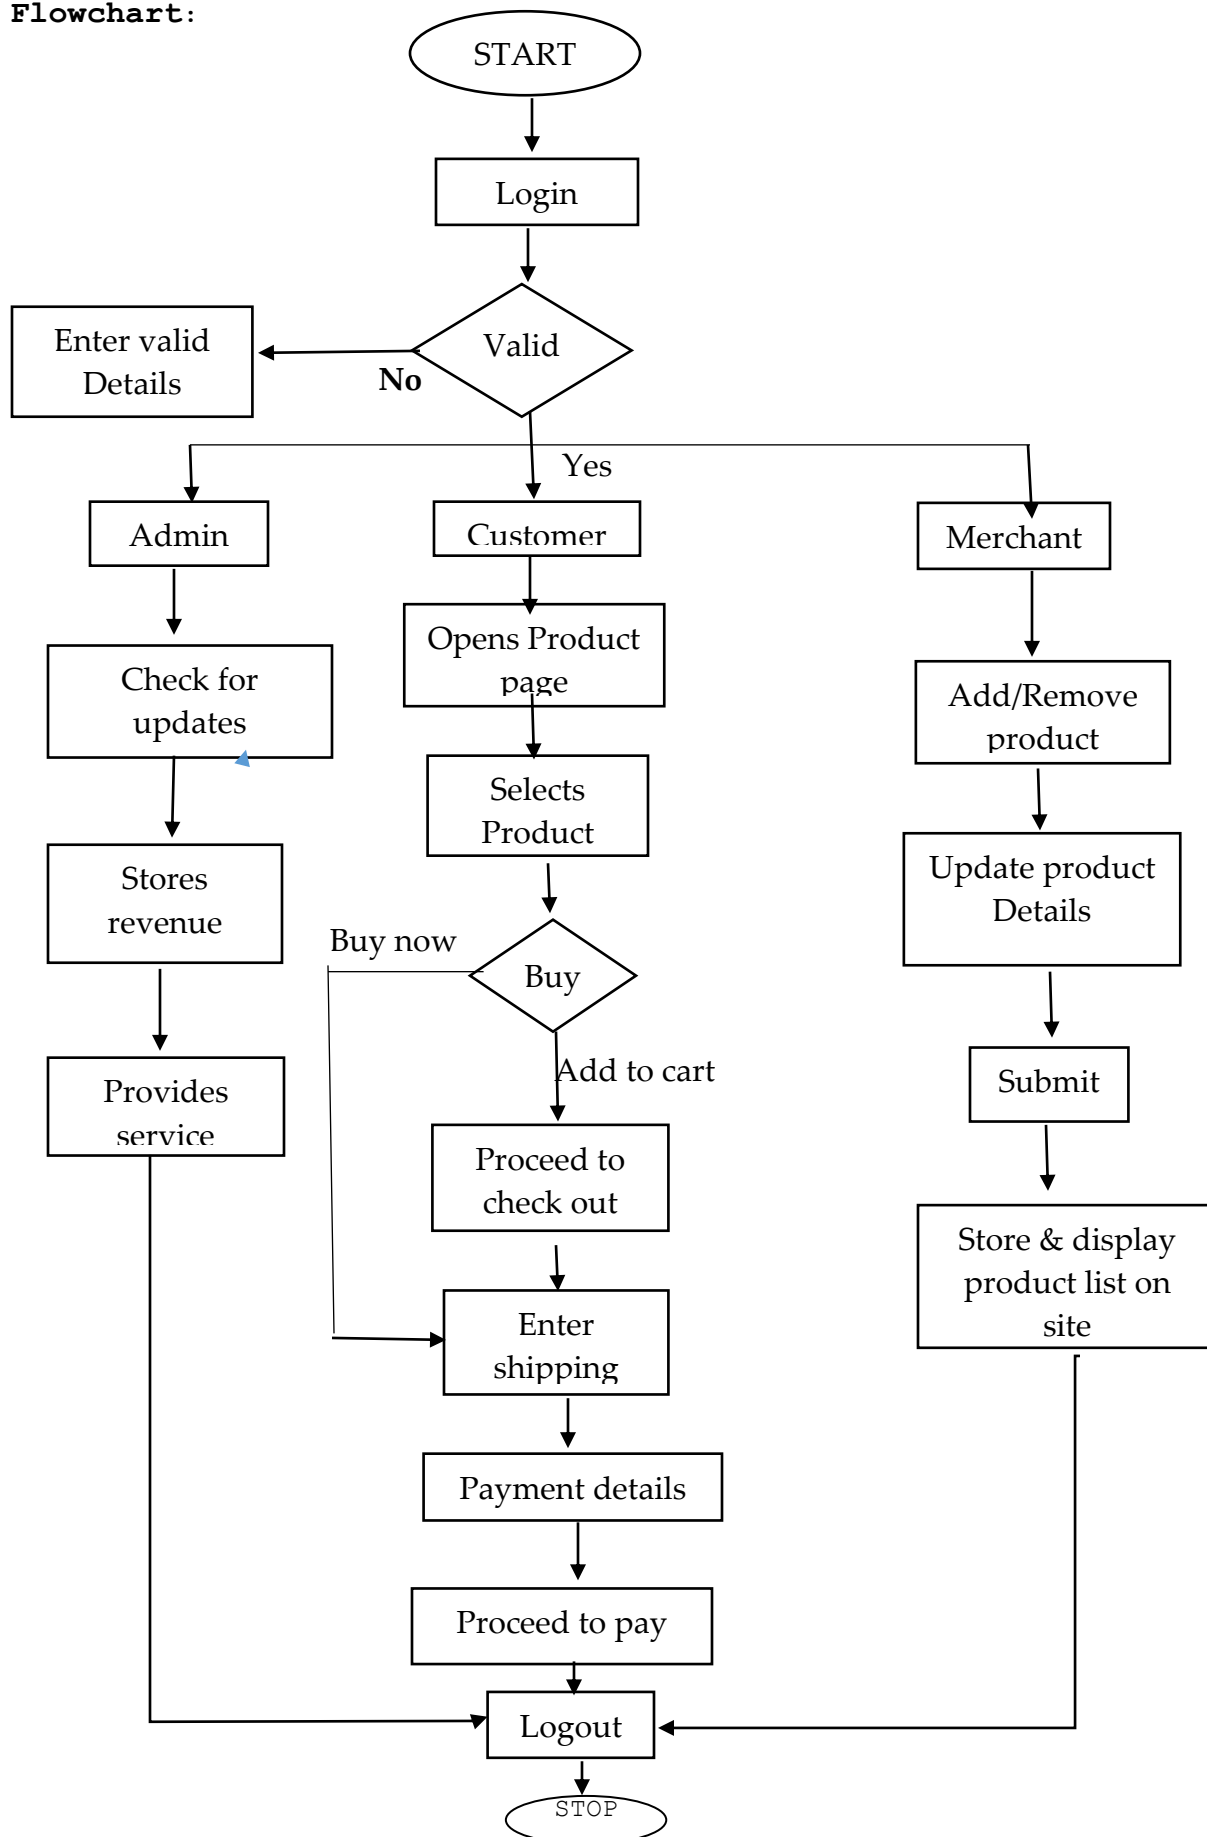 Flowchart:
START
Login
Valid
Enter valid
Details
No
Yes
Admin
Customer
Merchant
Check for
updates
Opens Product
page
Add/Remove
product
Selects
Product
Stores
revenue
Update product
Details
Buy now
Buy
Add to cart
Provides
service
Submit
Proceed to
check out
Store & display
product list on
site
Enter
shipping
Payment details
Proceed to pay
Logout
STOP